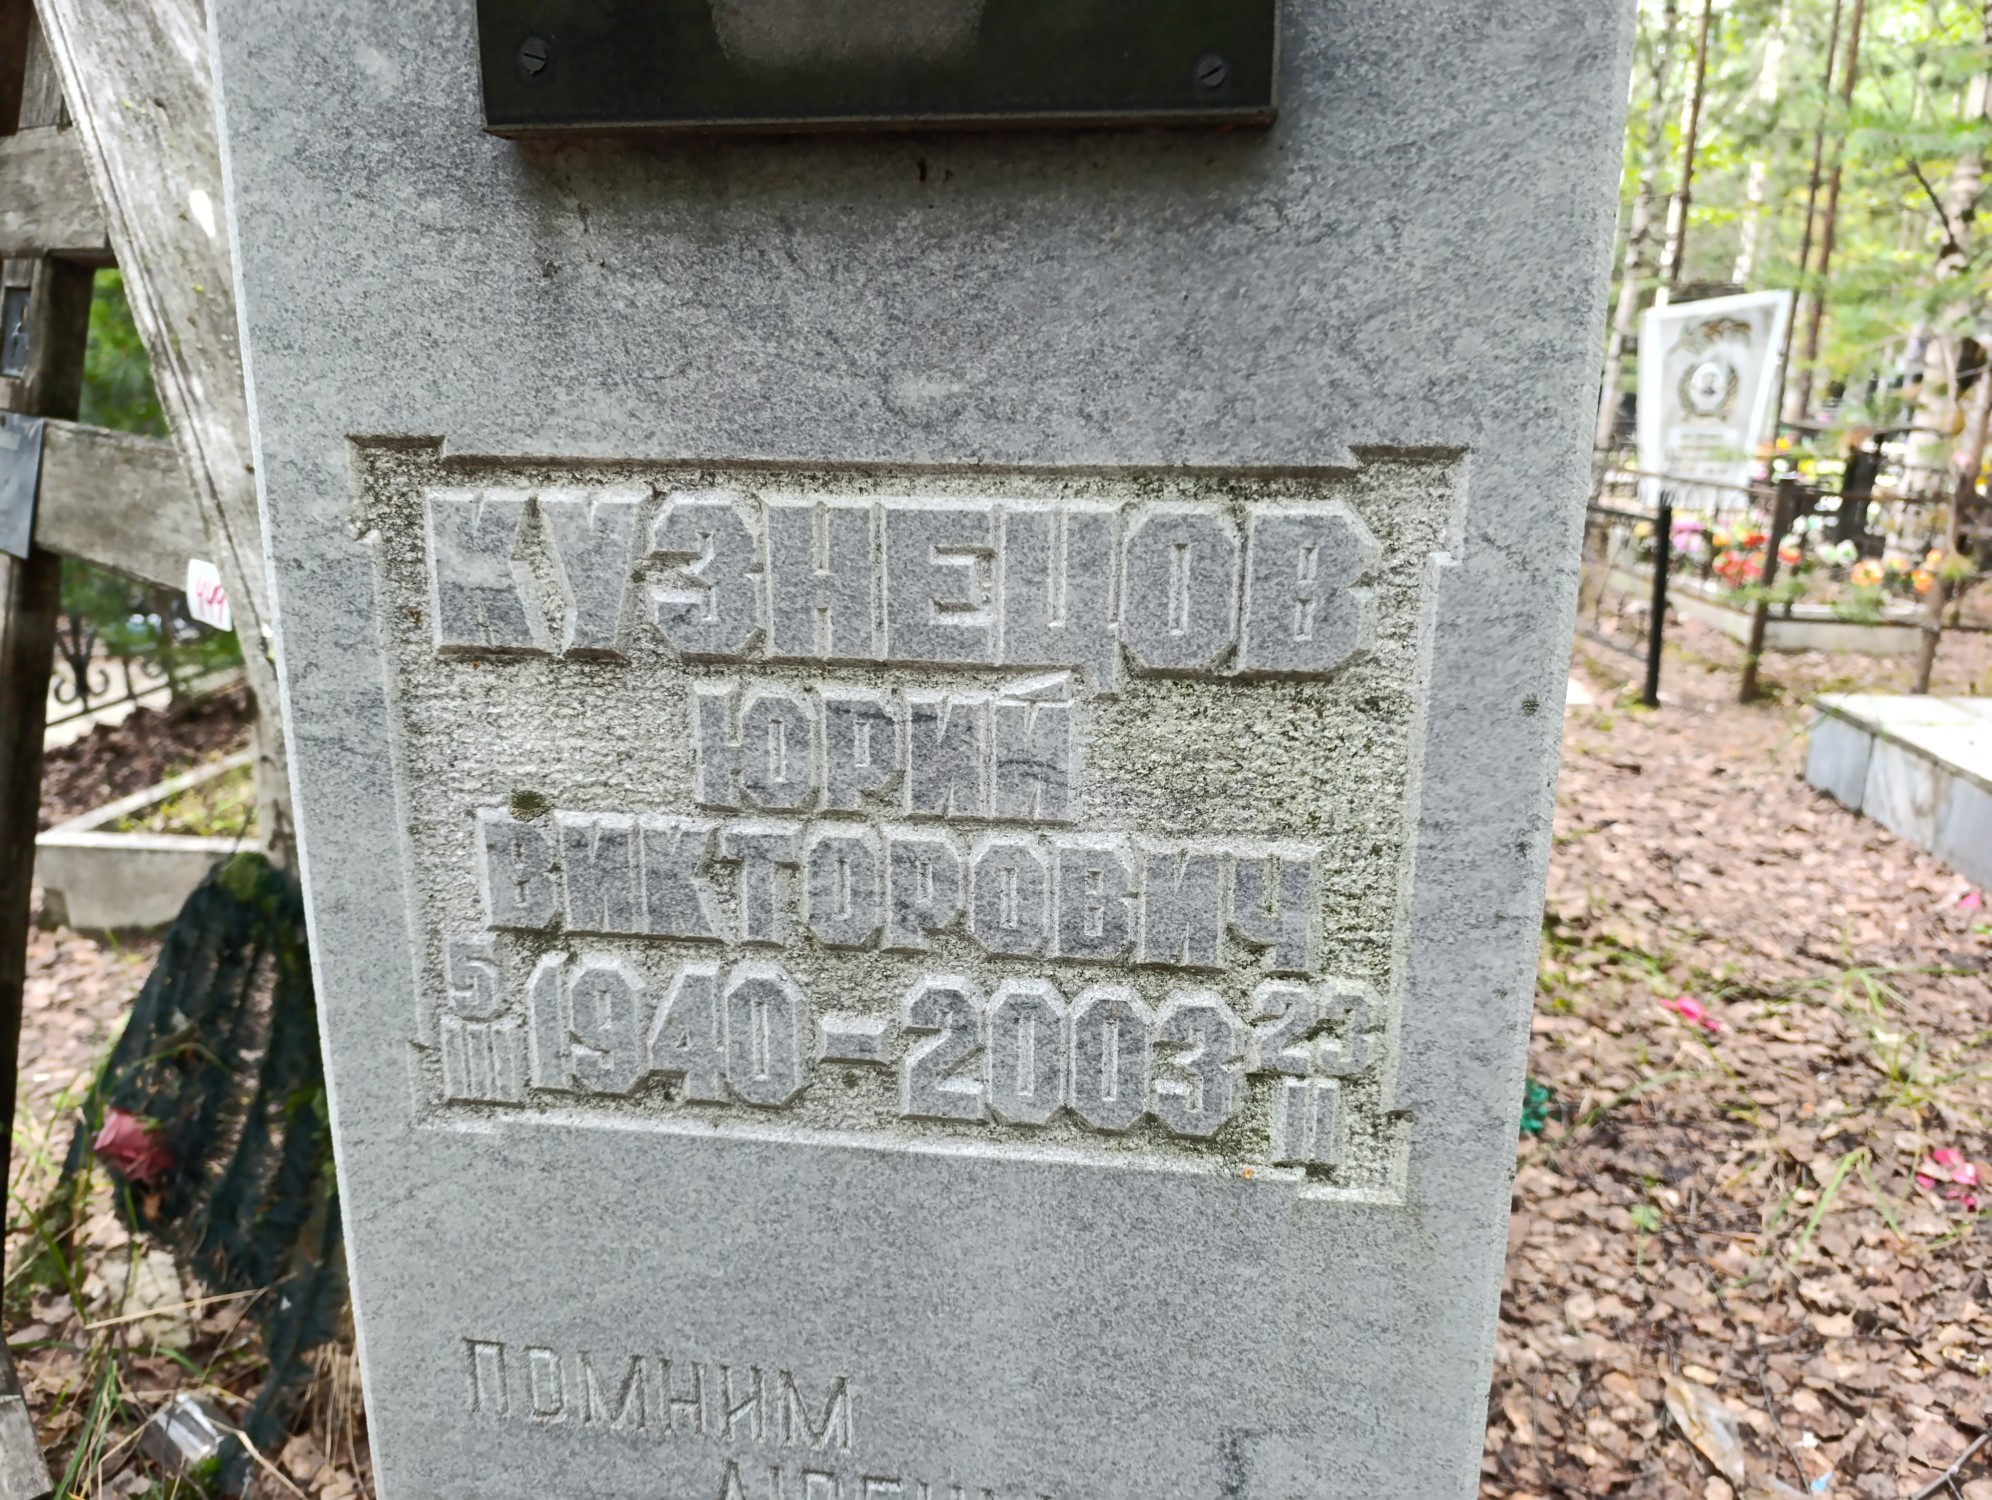 КУЗНЕЦОВ
ЮРИЙ
ВИКТОРОВИЧ
5 III 1940-2003 23 II
ПОМНИМ